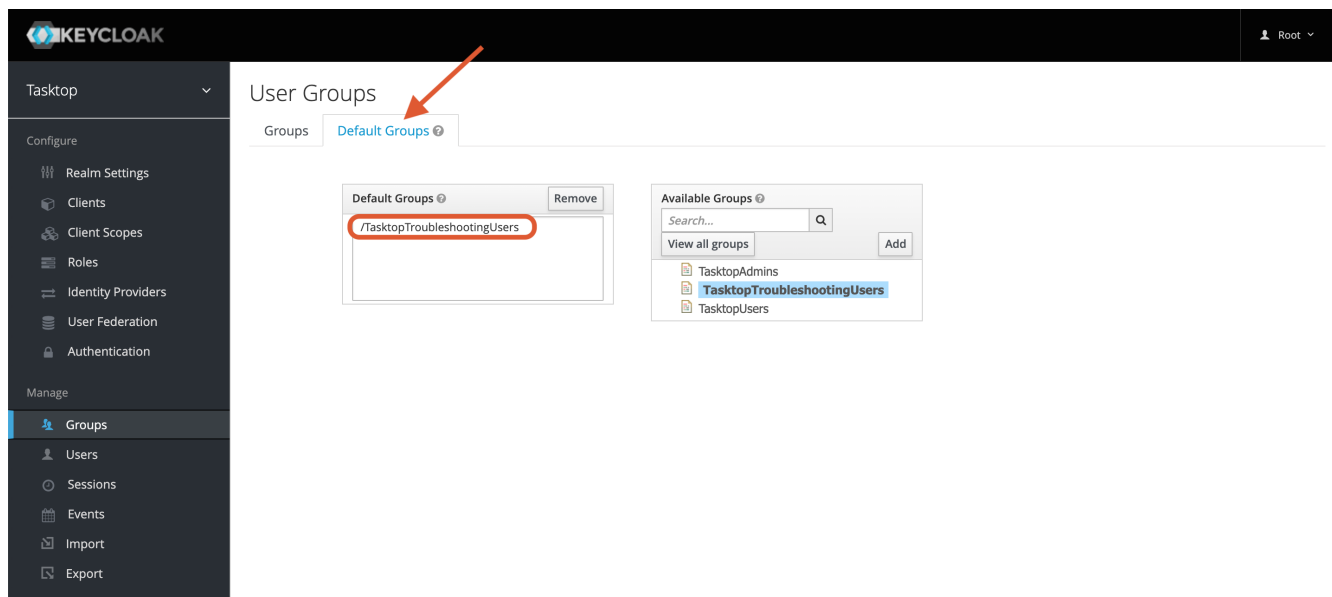 KEYCLOAK
Root
Tasktop
User Groups
Groups
Default Groups
Configure
Realm Settings
Clients
Client Scopes
Roles
Identity Providers
User Federation
Authentication
Manage
Groups
Users
Sessions
Events
Import
Export
Default Groups
Remove
/TasktopTroubleshootingUsers
Available Groups
Search...
View all groups
Add
TasktopAdmins
TasktopTroubleshootingUsers
TasktopUsers